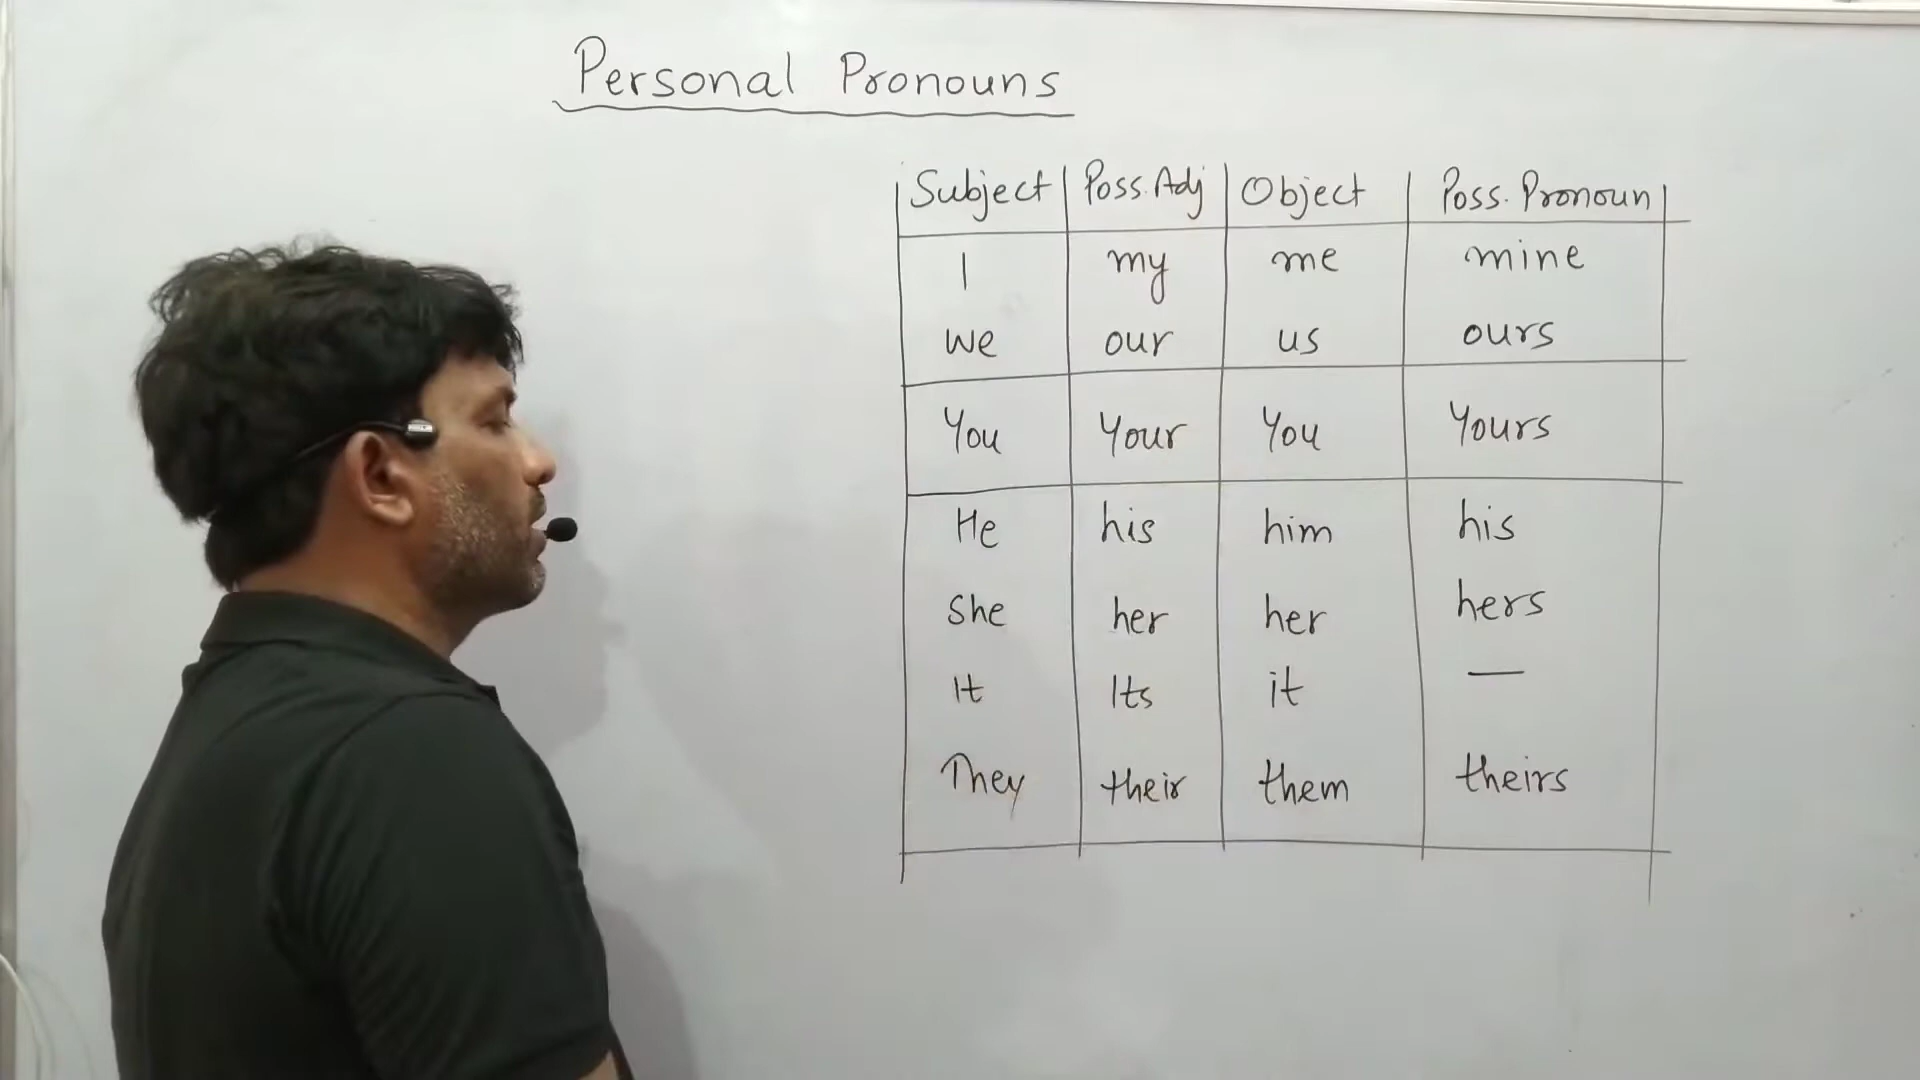 Personal Pronouns
Subject Poss. Adj Object Poss. Pronoun
I my me mine
we our us ours
You Your You Yours
He his him his
She her her hers
It Its it —
They their them theirs